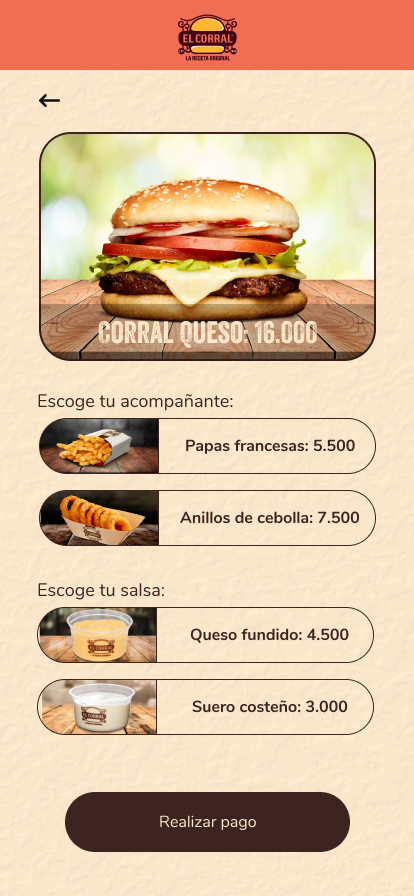 EL CORRAL
LA RECETA ORIGINAL
CORRAL QUESO: 16.000
Escoge tu acompañante:
Papas francesas: 5.500
Anillos de cebolla: 7.500
Escoge tu salsa:
EL CORRAL
Queso fundido: 4.500
EL CORRAL
Suero costeño: 3.000
Realizar pago